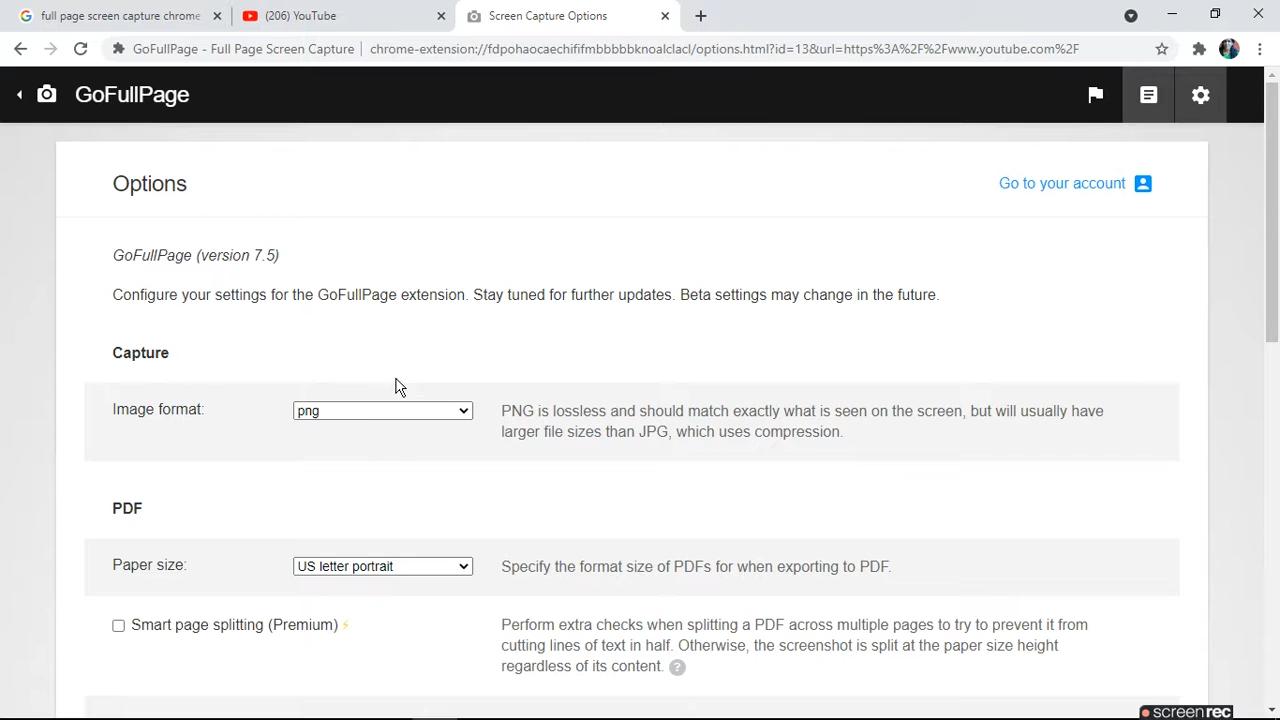 full page screen capture chrome
(206) YouTube
Screen Capture Options
GoFullPage - Full Page Screen Capture
chrome-extension://fdpohaocaechififmbbbbbknoalclacl/options.html?id=13&url=https%3A%2F%2Fwww.youtube.com%2F
GoFullPage
Options
Go to your account
GoFullPage (version 7.5)
Configure your settings for the GoFullPage extension. Stay tuned for further updates. Beta settings may change in the future.
Capture
Image format:
png
PNG is lossless and should match exactly what is seen on the screen, but will usually have
larger file sizes than JPG, which uses compression.
PDF
Paper size:
US letter portrait
Specify the format size of PDFs for when exporting to PDF.
Smart page splitting (Premium)
Perform extra checks when splitting a PDF across multiple pages to try to prevent it from
cutting lines of text in half. Otherwise, the screenshot is split at the paper size height
regardless of its content. ?
screenrec